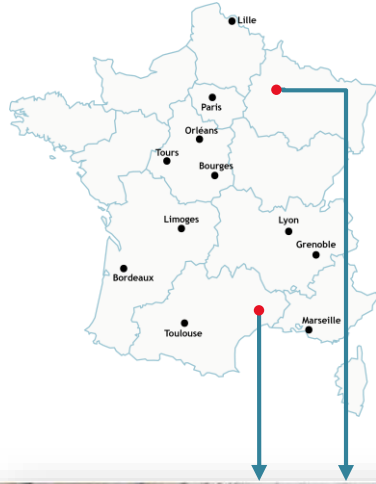 Lille
Paris
Orléans
Tours
Bourges
Limoges
Lyon
Grenoble
Bordeaux
Marseille
Toulouse